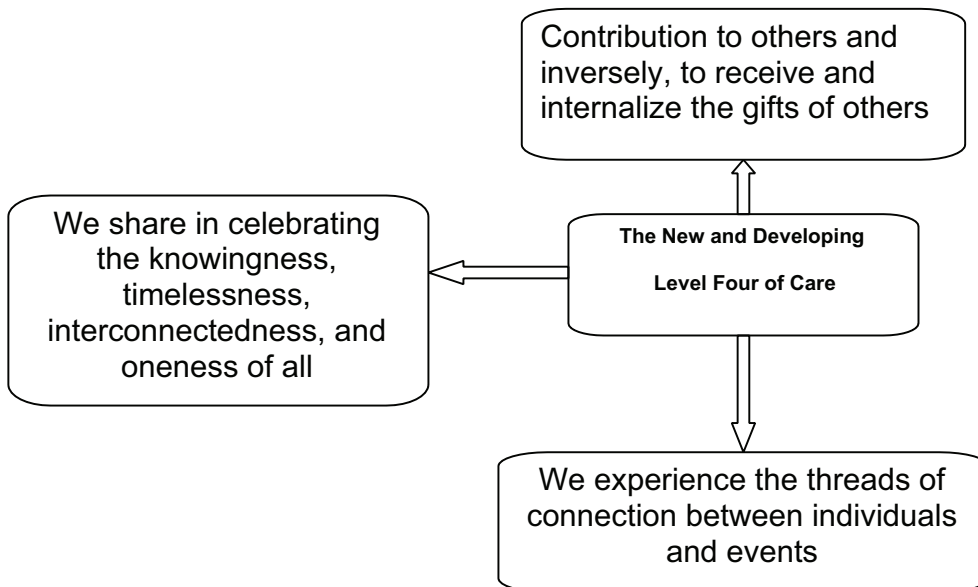 Contribution to others and
inversely, to receive and
internalize the gifts of others
We share in celebrating
the knowingness,
timelessness,
interconnectedness, and
oneness of all
The New and Developing
Level Four of Care
We experience the threads of
connection between individuals
and events